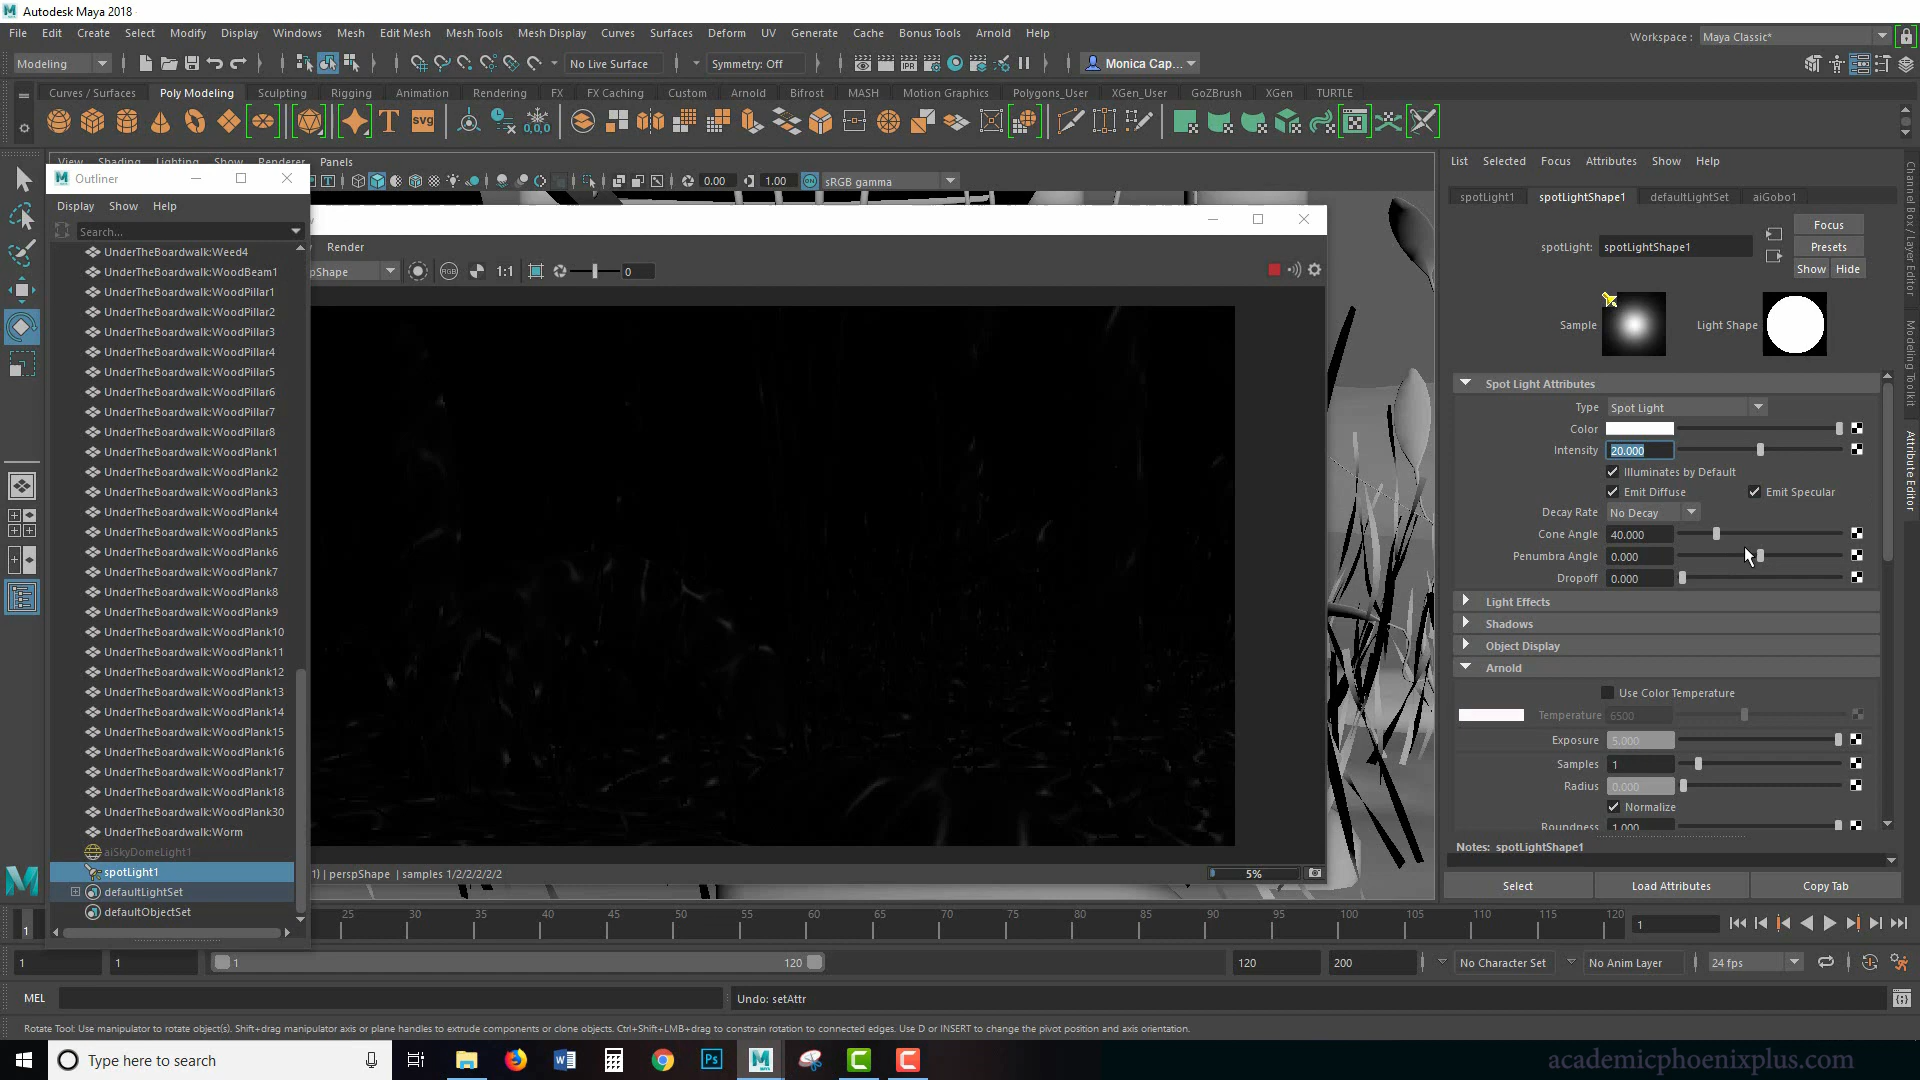 Autodesk Maya 2018
File Edit Create Select Modify Display Windows Mesh Edit Mesh Mesh Tools Mesh Display Curves Surfaces Deform UV Generate Cache Bonus Tools Arnold Help
Workspace : Maya Classic*
Modeling No Live Surface Symmetry: Off Monica Cap...
Curves / Surfaces Poly Modeling Sculpting Rigging Animation Rendering FX FX Caching Custom Arnold Bifrost MASH Motion Graphics Polygons_User XGen_User GoZBrush XGen TURTLE
svg 0,0,0
View Shading Lighting Show Renderer Panels
0.00 1.00 ON sRGB gamma
Outliner
Display Show Help
Search...
UnderTheBoardwalk:Weed4
UnderTheBoardwalk:WoodBeam1
UnderTheBoardwalk:WoodPillar1
UnderTheBoardwalk:WoodPillar2
UnderTheBoardwalk:WoodPillar3
UnderTheBoardwalk:WoodPillar4
UnderTheBoardwalk:WoodPillar5
UnderTheBoardwalk:WoodPillar6
UnderTheBoardwalk:WoodPillar7
UnderTheBoardwalk:WoodPillar8
UnderTheBoardwalk:WoodPlank1
UnderTheBoardwalk:WoodPlank2
UnderTheBoardwalk:WoodPlank3
UnderTheBoardwalk:WoodPlank4
UnderTheBoardwalk:WoodPlank5
UnderTheBoardwalk:WoodPlank6
UnderTheBoardwalk:WoodPlank7
UnderTheBoardwalk:WoodPlank8
UnderTheBoardwalk:WoodPlank9
UnderTheBoardwalk:WoodPlank10
UnderTheBoardwalk:WoodPlank11
UnderTheBoardwalk:WoodPlank12
UnderTheBoardwalk:WoodPlank13
UnderTheBoardwalk:WoodPlank14
UnderTheBoardwalk:WoodPlank15
UnderTheBoardwalk:WoodPlank16
UnderTheBoardwalk:WoodPlank17
UnderTheBoardwalk:WoodPlank18
UnderTheBoardwalk:WoodPlank30
UnderTheBoardwalk:Worm
aiSkyDomeLight1
spotLight1
defaultLightSet
defaultObjectSet
Render
pShape RGB 1:1 0
1) | perspShape | samples 1/2/2/2/2/2 5%
List Selected Focus Attributes Show Help
spotLight1 spotLightShape1 defaultLightSet aiGobo1
Focus
spotLight: spotLightShape1 Presets
Show Hide
Sample Light Shape
Spot Light Attributes
Type Spot Light
Color
Intensity 20.000
Illuminates by Default
Emit Diffuse Emit Specular
Decay Rate No Decay
Cone Angle 40.000
Penumbra Angle 0.000
Dropoff 0.000
Light Effects
Shadows
Object Display
Arnold
Use Color Temperature
Temperature 6500
Exposure 5.000
Samples 1
Radius 0.000
Normalize
Roundness 1.000
Notes: spotLightShape1
Select Load Attributes Copy Tab
Channel Box / Layer Editor
Modeling Toolkit
Attribute Editor
1 25 30 35 40 45 50 55 60 65 70 75 80 85 90 95 100 105 110 115 120 1
1 1 1 120 120 200 No Character Set No Anim Layer 24 fps
MEL Undo: setAttr
Rotate Tool: Use manipulator to rotate object(s). Shift+drag manipulator axis or plane handles to extrude components or clone objects. Ctrl+Shift+LMB+drag to constrain rotation to connected edges. Use D or INSERT to change the pivot position and axis orientation.
Type here to search
academicphoenixplus.com